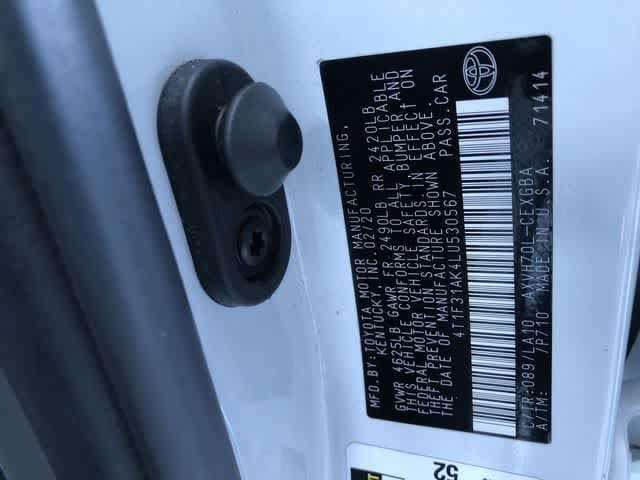 MFD.BY:TOYOTA MOTOR MANUFACTURING,
KENTUCKY, INC.02/20
GVWR 4625LB GAWR FR 2490LB RR 2420LB
THIS VEHICLE CONFORMS TO ALL APPLICABLE
FEDERAL MOTOR VEHICLE SAFETY,BUMPER,AND
THEFT PREVENTION STANDARDS IN EFFECT ON
THE DATE OF MANUFACTURE SHOWN ABOVE.
4T1F31AK4LU530567 PASS.CAR
C/TR:089/LA10 AXVH70L-CEXGBA
A/TM: /P710 MADE IN U.S.A. 71414
52